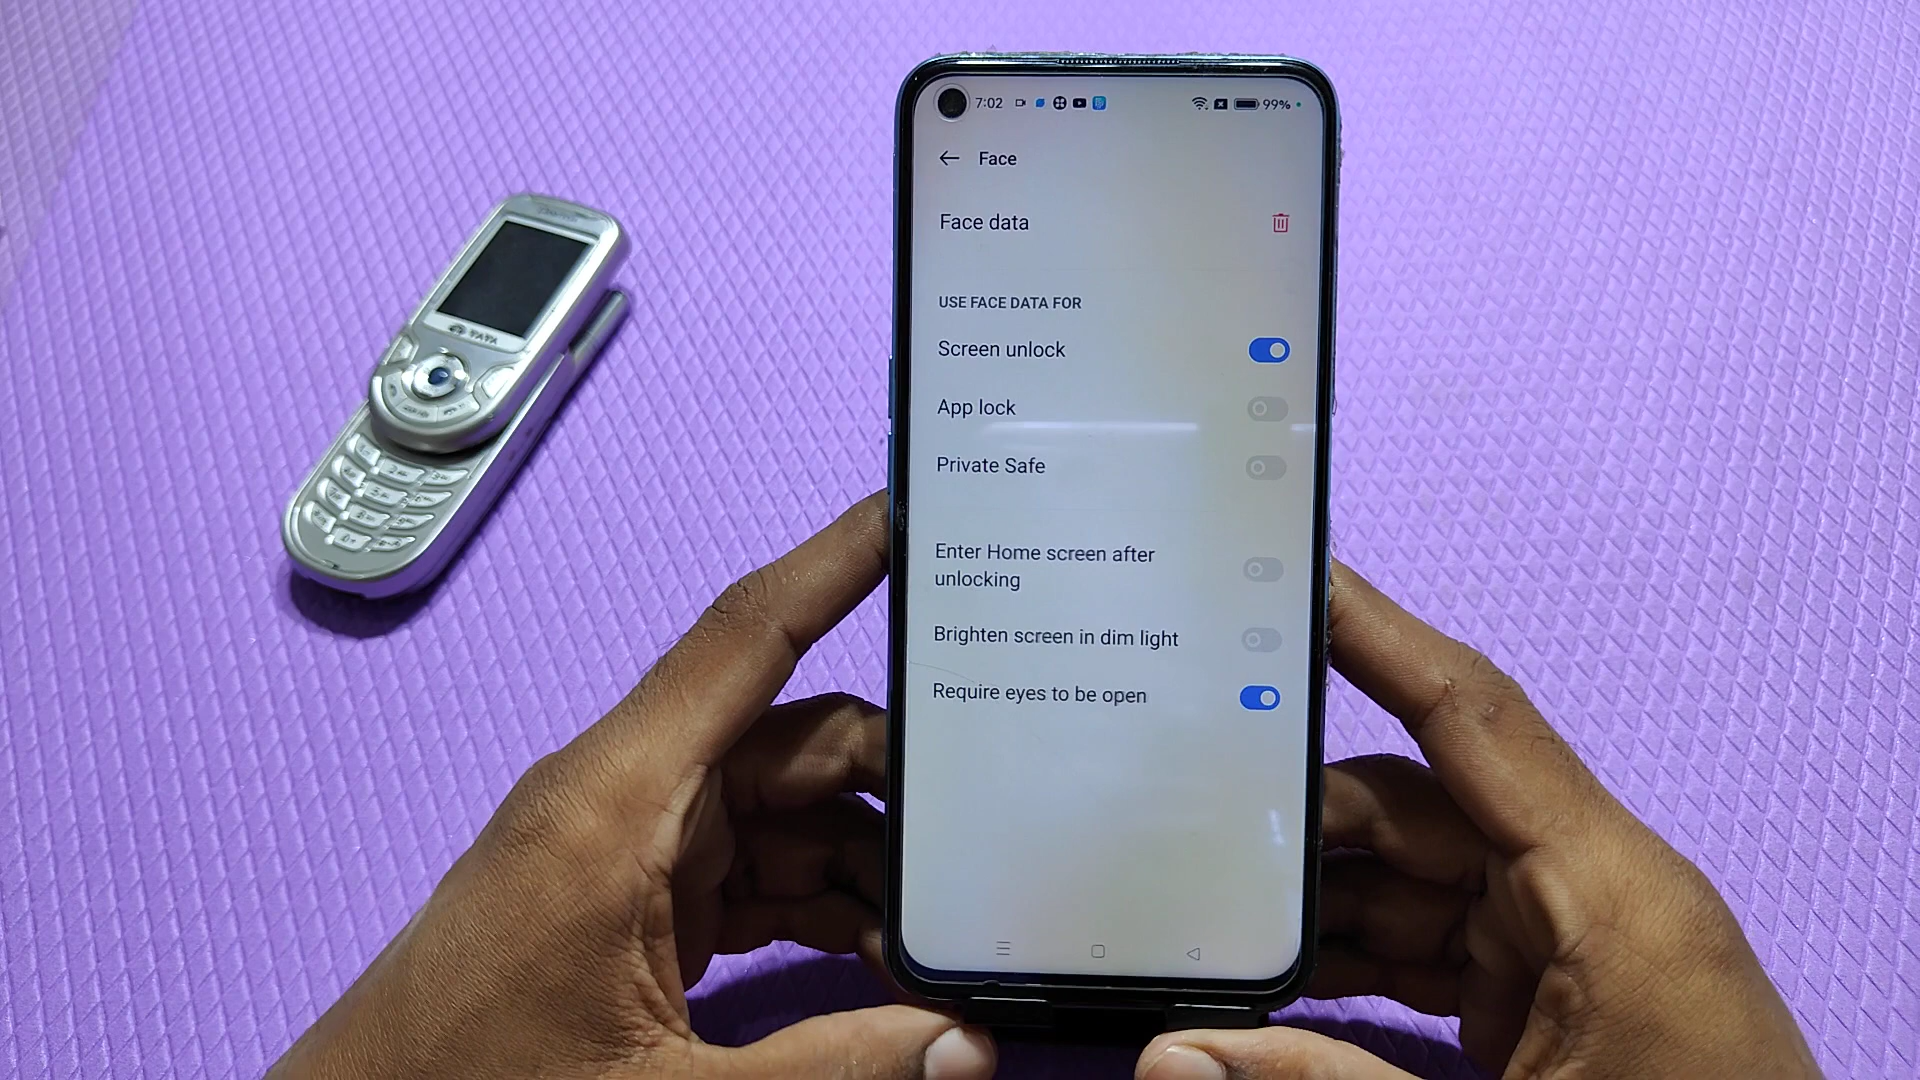 7:02
99%
Face
Face data
USE FACE DATA FOR
Screen unlock
App lock
Private Safe
Enter Home screen after
unlocking
Brighten screen in dim light
Require eyes to be open
TATA